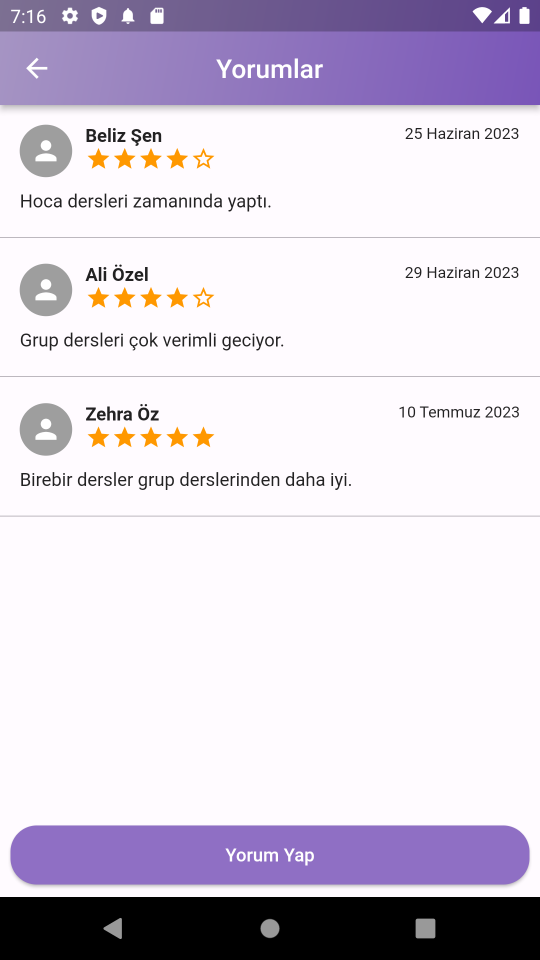 7:16
Yorumlar
Beliz Şen
25 Haziran 2023
Hoca dersleri zamanında yaptı.
Ali Özel
29 Haziran 2023
Grup dersleri çok verimli geciyor.
Zehra Öz
10 Temmuz 2023
Birebir dersler grup derslerinden daha iyi.
Yorum Yap